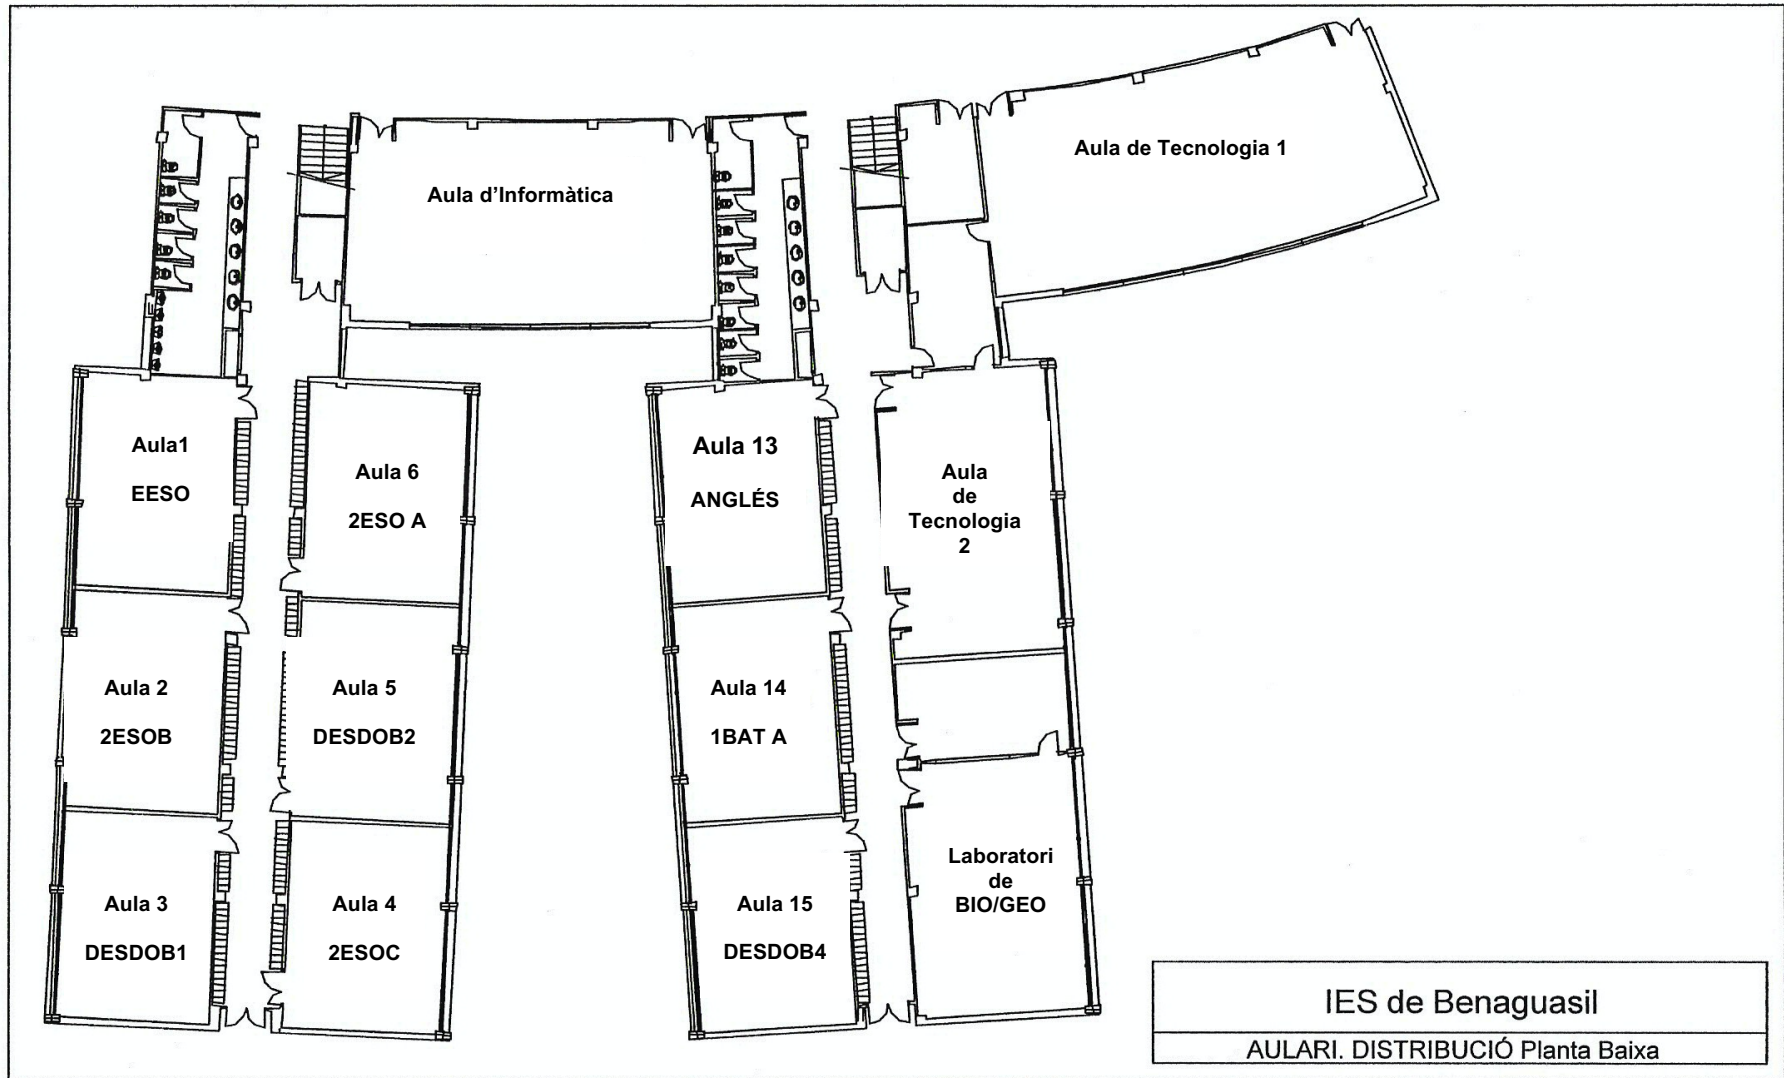 Aula de Tecnologia 1
Aula d'Informàtica
Aula1
EESO
Aula 6
2ESO A
Aula 13
ANGLÉS
Aula
de
Tecnologia
2
Aula 2
2ESOB
Aula 5
DESDOB2
Aula 14
1BAT A
Aula 3
DESDOB1
Aula 4
2ESOC
Aula 15
DESDOB4
Laboratori
de
BIO/GEO
IES de Benaguasil
AULARI. DISTRIBUCIÓ Planta Baixa